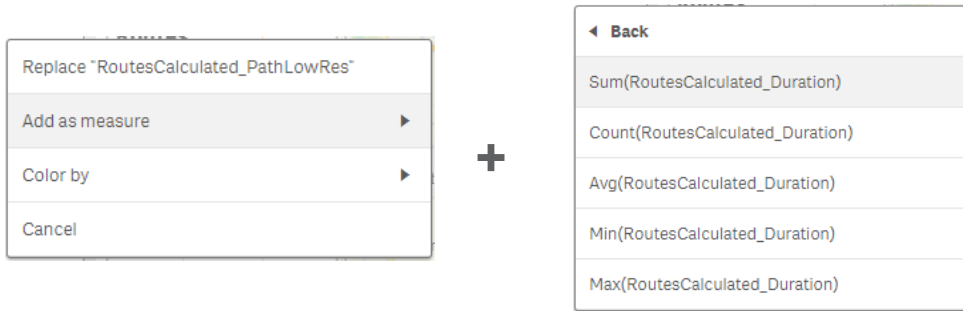 Replace "RoutesCalculated_PathLowRes"
Add as measure
Color by
Cancel
+
Back
Sum(RoutesCalculated_Duration)
Count(RoutesCalculated_Duration)
Avg(RoutesCalculated_Duration)
Min(RoutesCalculated_Duration)
Max(RoutesCalculated_Duration)